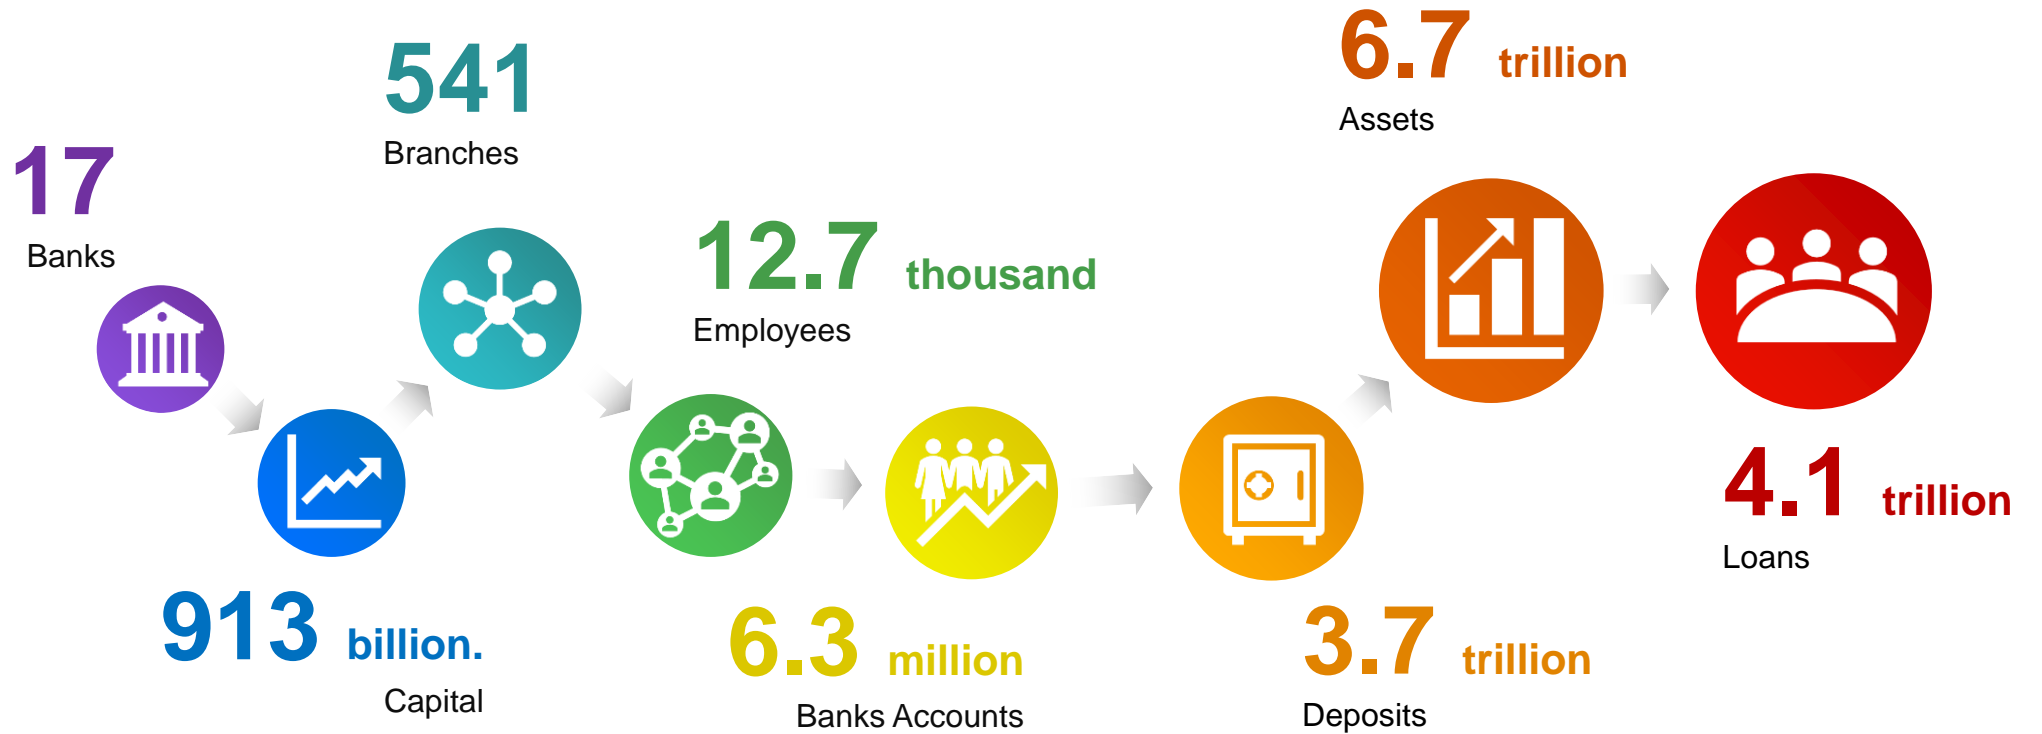 17
Banks
913 billion.
Capital
541
Branches
12.7 thousand
Employees
6.3 million
Banks Accounts
3.7 trillion
Deposits
6.7 trillion
Assets
4.1 trillion
Loans